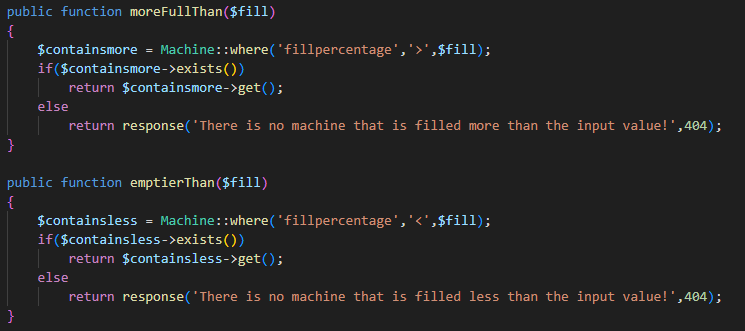 public function moreFullThan($fill)
{
    $containsmore = Machine::where('fillpercentage','>',$fill);
    if($containsmore->exists())
        return $containsmore->get();
    else
        return response('There is no machine that is filled more than the input value!',404);
}
public function emptierThan($fill)
{
    $containsless = Machine::where('fillpercentage','<',$fill);
    if($containsless->exists())
        return $containsless->get();
    else
        return response('There is no machine that is filled less than the input value!',404);
}